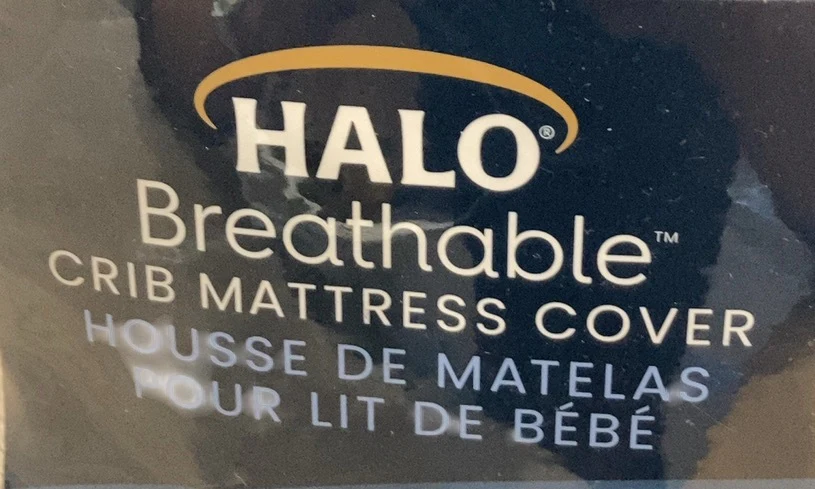 HALO®
Breathable™
CRIB MATTRESS COVER
HOUSSE DE MATELAS
POUR LIT DE BÉBÉ